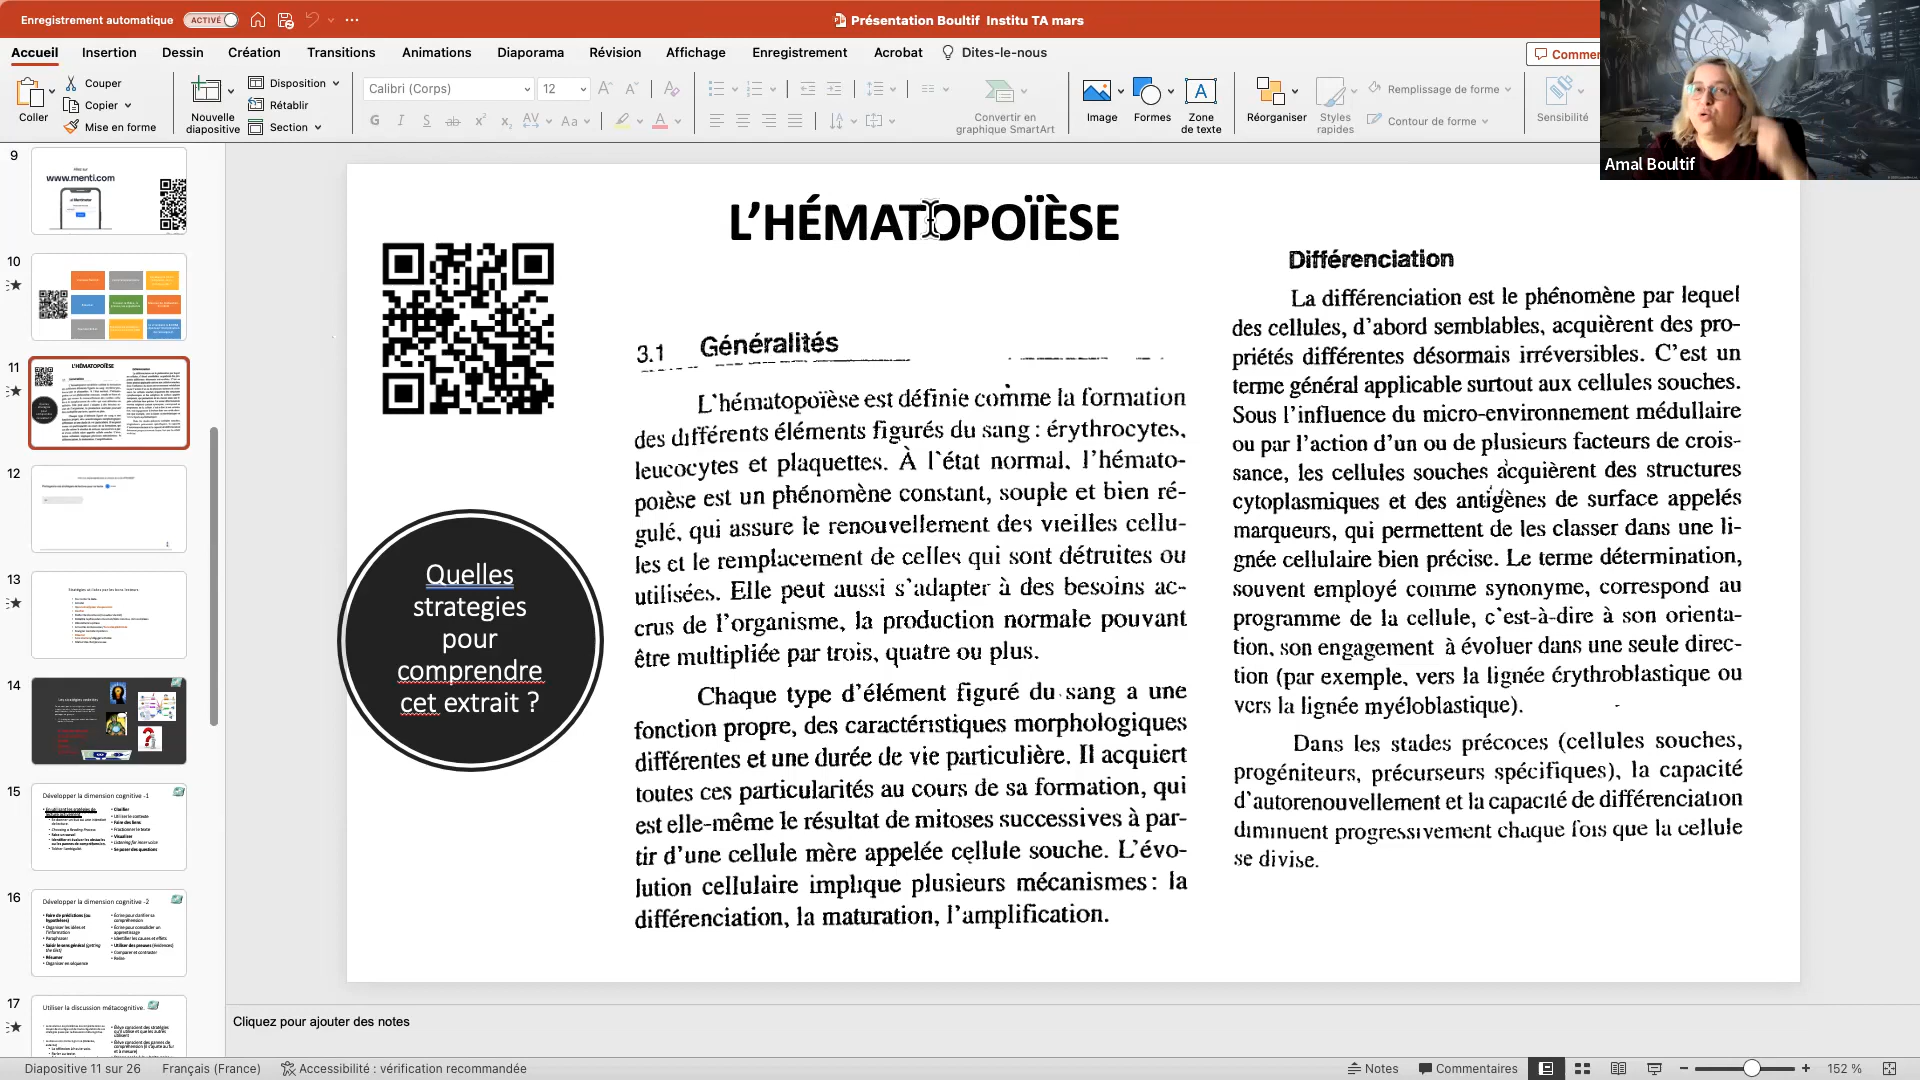 Enregistrement automatique ACTIVÉ
Présentation Boultif Institu TA mars
Accueil Insertion Dessin Création Transitions Animations Diaporama Révision Affichage Enregistrement Acrobat Dites-le-nous
Coller
Couper
Copier
Mise en forme
Nouvelle
diapositive
Disposition
Rétablir
Section
Calibri (Corps) 12
Convertir en
graphique SmartArt
Image
Formes
Zone
de texte
Réorganiser
Styles
rapides
Remplissage de forme
Contour de forme
Sensibilité
Amal Boultif
9
www.menti.com
10
11
12
13
14
15
Développer la dimension cognitive -1
16
Développer la dimension cognitive -2
17
Utiliser la discussion métacognitive.
L'HÉMATOPOÏÈSE
Quelles
strategies
pour
comprendre
cet extrait ?
3.1 Généralités
L'hématopoïèse est définie comme la formation
des différents éléments figurés du sang : érythrocytes,
leucocytes et plaquettes. À l'état normal, l'hémato-
poïèse est un phénomène constant, souple et bien ré-
gulé, qui assure le renouvellement des vieilles cellu-
les et le remplacement de celles qui sont détruites ou
utilisées. Elle peut aussi s'adapter à des besoins ac-
crus de l'organisme, la production normale pouvant
être multipliée par trois, quatre ou plus.
Chaque type d'élément figuré du sang a une
fonction propre, des caractéristiques morphologiques
différentes et une durée de vie particulière. Il acquiert
toutes ces particularités au cours de sa formation, qui
est elle-même le résultat de mitoses successives à par-
tir d'une cellule mère appelée cellule souche. L'évo-
lution cellulaire implique plusieurs mécanismes : la
différenciation, la maturation, l'amplification.
Différenciation
La différenciation est le phénomène par lequel
des cellules, d'abord semblables, acquièrent des pro-
priétés différentes désormais irréversibles. C'est un
terme général applicable surtout aux cellules souches.
Sous l'influence du micro-environnement médullaire
ou par l'action d'un ou de plusieurs facteurs de crois-
sance, les cellules souches acquièrent des structures
cytoplasmiques et des antigènes de surface appelés
marqueurs, qui permettent de les classer dans une li-
gnée cellulaire bien précise. Le terme détermination,
souvent employé comme synonyme, correspond au
programme de la cellule, c'est-à-dire à son orienta-
tion, son engagement à évoluer dans une seule direc-
tion (par exemple, vers la lignée érythroblastique ou
vers la lignée myéloblastique).
Dans les stades précoces (cellules souches,
progéniteurs, précurseurs spécifiques), la capacité
d'autorenouvellement et la capacité de différenciation
diminuent progressivement chaque fois que la cellule
se divise.
Cliquez pour ajouter des notes
Diapositive 11 sur 26 Français (France) Accessibilité : vérification recommandée Notes Commentaires 152 %